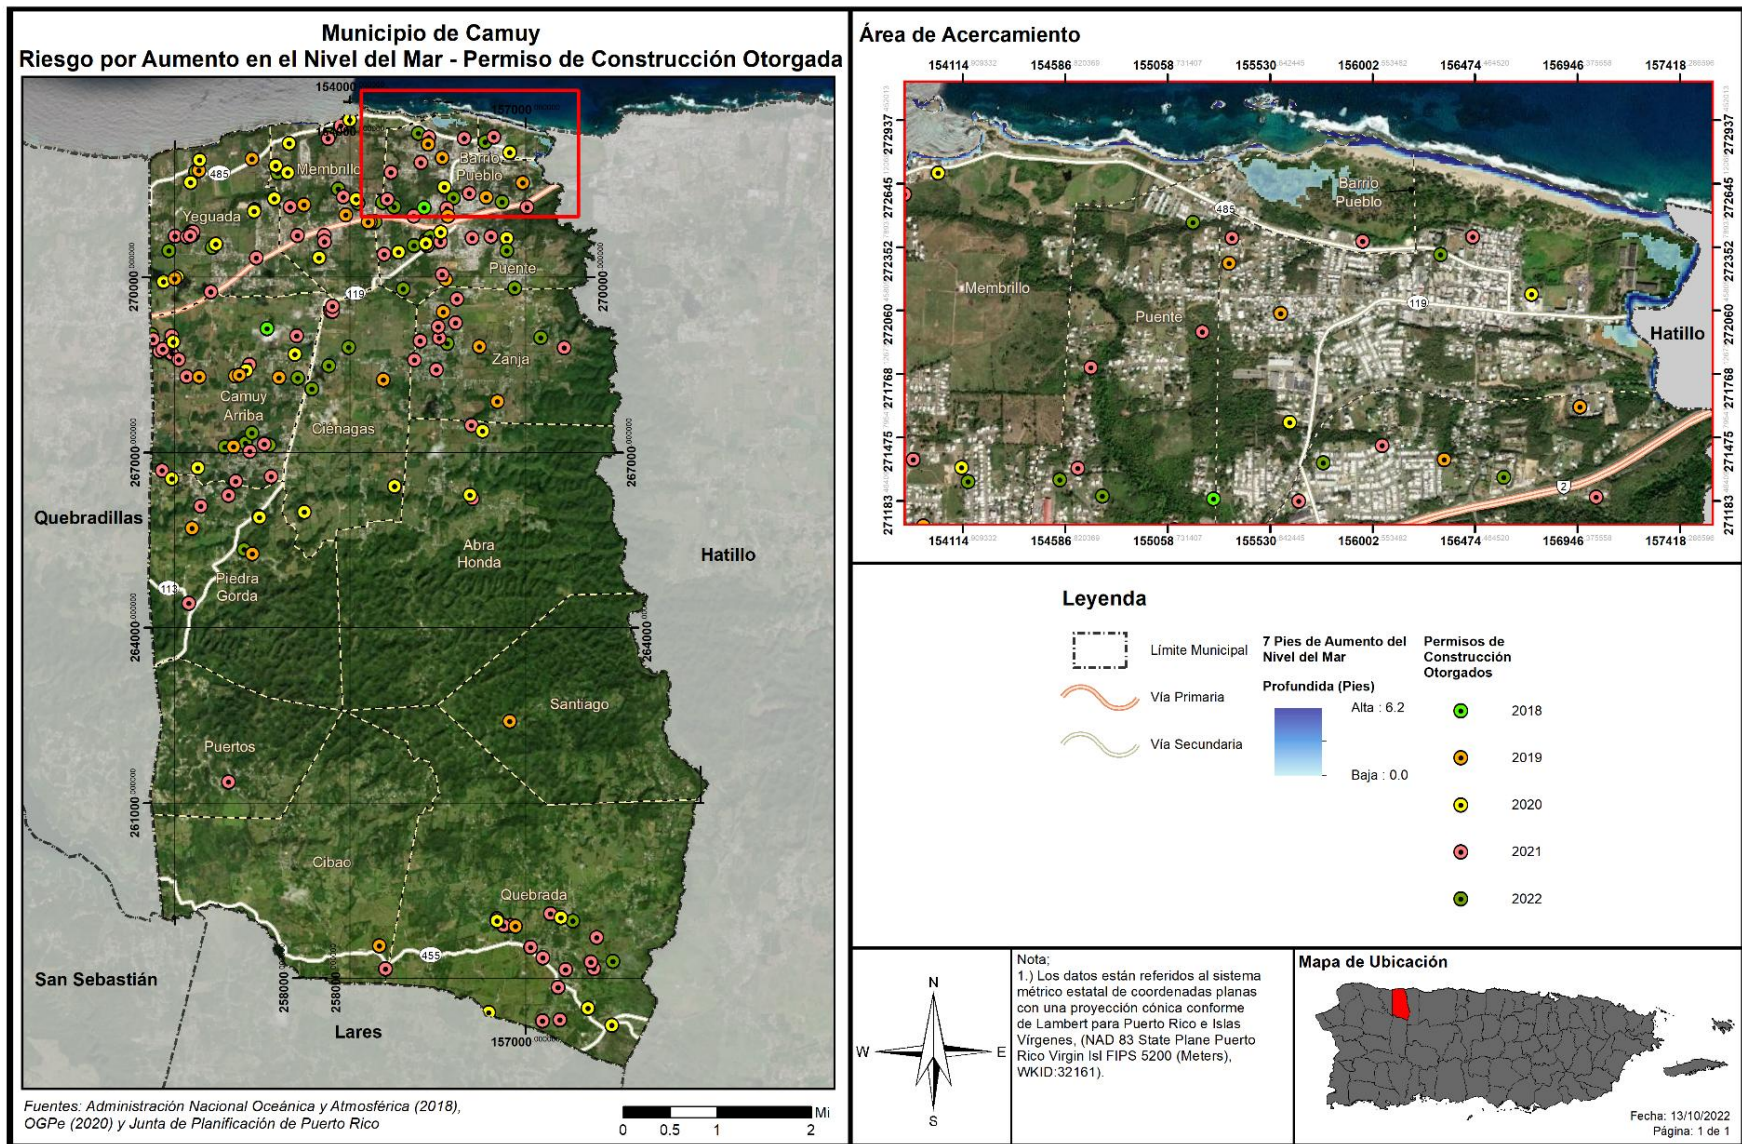 Municipio de Camuy
Riesgo por Aumento en el Nivel del Mar - Permiso de Construcción Otorgada
154000
157000
485
Membrillo
Barrio
Pueblo
Yeguada
270000
270000
119
Puente
Zanja
Camuy
Arriba
Ciénagas
267000
267000
Quebradillas
Abra
Honda
Hatillo
113
Piedra
Gorda
264000
264000
Santiago
Puertos
261000
Cibao
Quebrada
455
San Sebastián
258000
258000
Lares
157000
Fuentes: Administración Nacional Oceánica y Atmosférica (2018),
OGPe (2020) y Junta de Planificación de Puerto Rico
Mi
0 0.5 1 2
Área de Acercamiento
154114 154586 155058 155530 156002 156474 156946 157418
272937
272645
272352
272060
271768
271475
271183
Barrio
Pueblo
485
Membrillo
Puente
119
Hatillo
2
272937
272645
272352
272060
271768
271475
271183
154114 154586 155058 155530 156002 156474 156946 157418
Leyenda
Límite Municipal
Vía Primaria
Vía Secundaria
7 Pies de Aumento del
Nivel del Mar
Profundida (Pies)
Alta : 6.2
Baja : 0.0
Permisos de
Construcción
Otorgados
2018
2019
2020
2021
2022
N
W E
S
Nota;
1.) Los datos están referidos al sistema
métrico estatal de coordenadas planas
con una proyección cónica conforme
de Lambert para Puerto Rico e Islas
Vírgenes, (NAD 83 State Plane Puerto
Rico Virgin Isl FIPS 5200 (Meters),
WKID:32161).
Mapa de Ubicación
Fecha: 13/10/2022
Página: 1 de 1